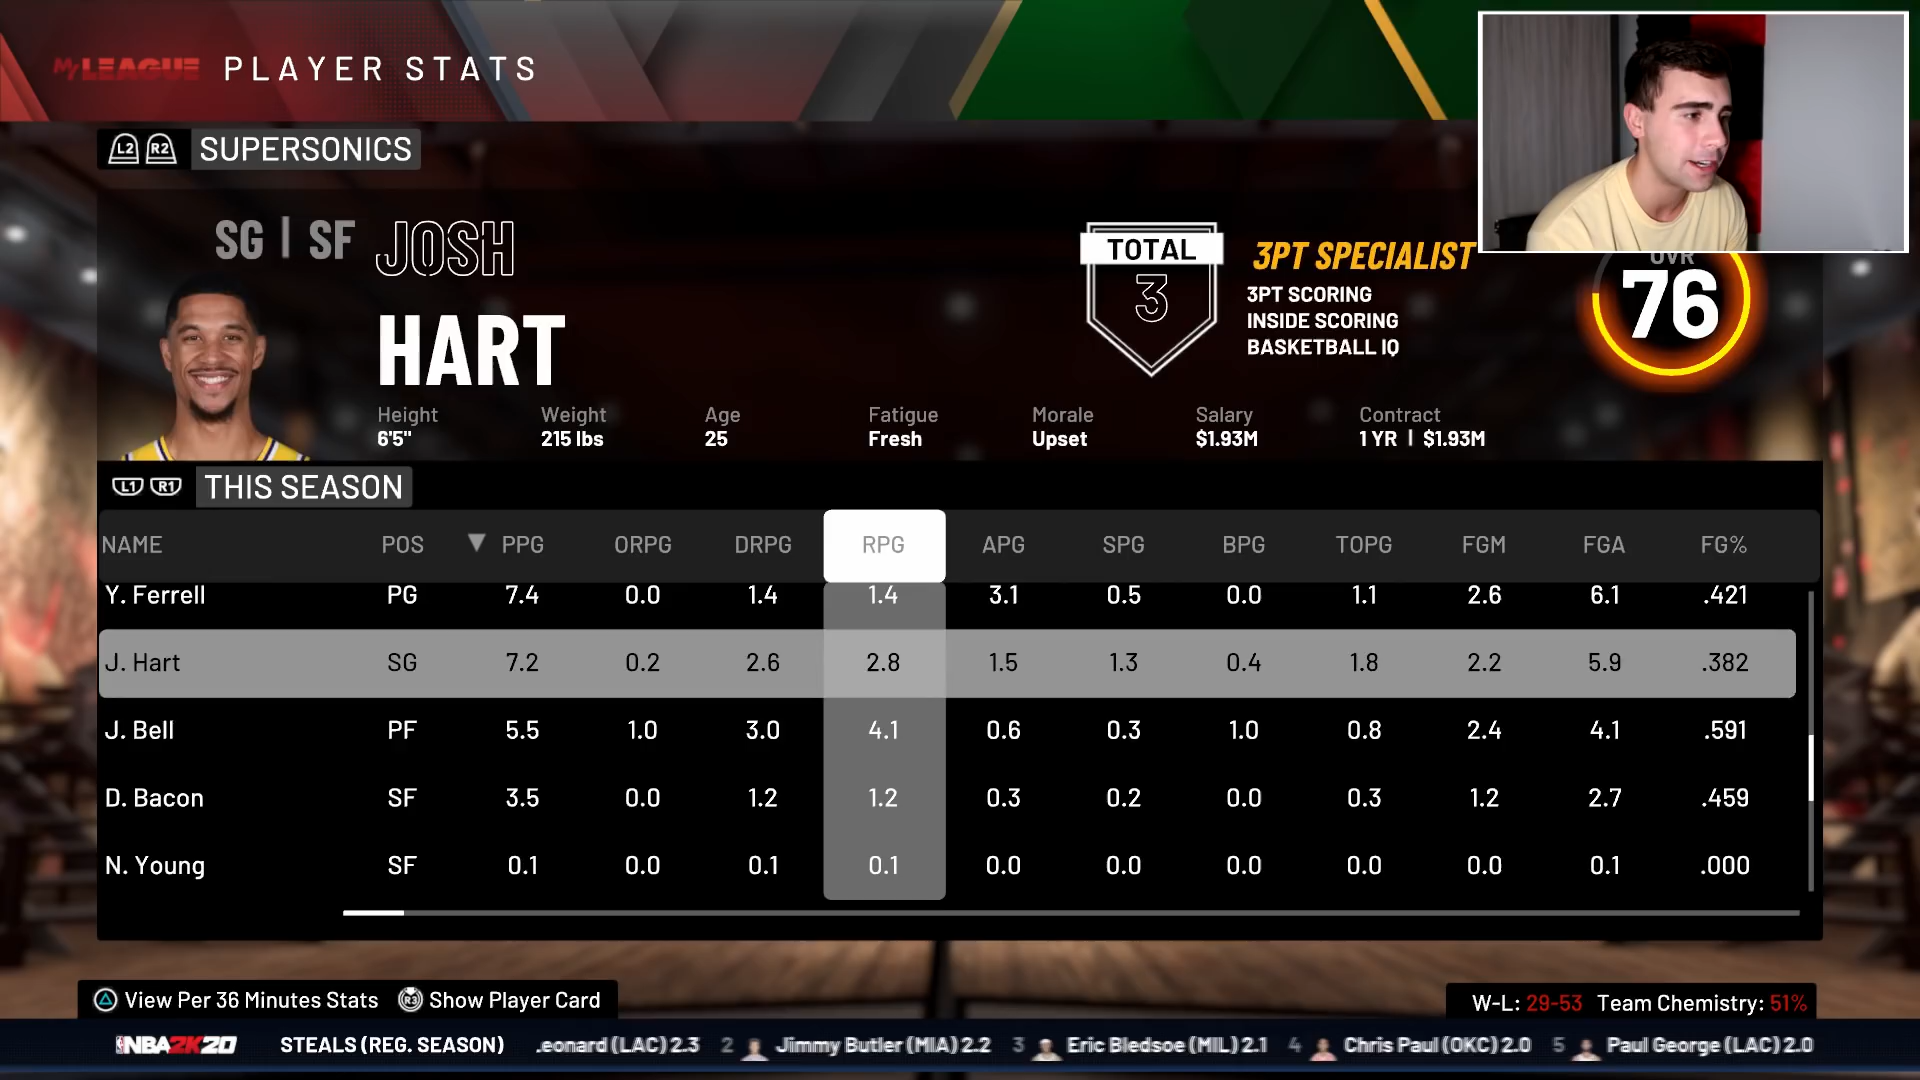 MyLEAGUE PLAYER STATS
L2 R2 SUPERSONICS
SG | SF JOSH
HART
TOTAL
3
3PT SPECIALIST
3PT SCORING
INSIDE SCORING
BASKETBALL IQ
OVR
76
Height Weight Age Fatigue Morale Salary Contract
6'5" 215 lbs 25 Fresh Upset $1.93M 1 YR | $1.93M
L1 R1 THIS SEASON
NAME POS ▼ PPG ORPG DRPG RPG APG SPG BPG TOPG FGM FGA FG%
Y. Ferrell PG 7.4 0.0 1.4 1.4 3.1 0.5 0.0 1.1 2.6 6.1 .421
J. Hart SG 7.2 0.2 2.6 2.8 1.5 1.3 0.4 1.8 2.2 5.9 .382
J. Bell PF 5.5 1.0 3.0 4.1 0.6 0.3 1.0 0.8 2.4 4.1 .591
D. Bacon SF 3.5 0.0 1.2 1.2 0.3 0.2 0.0 0.3 1.2 2.7 .459
N. Young SF 0.1 0.0 0.1 0.1 0.0 0.0 0.0 0.0 0.0 0.1 .000
View Per 36 Minutes Stats R3 Show Player Card
W-L: 29-53 Team Chemistry: 51%
NBA2K20 STEALS (REG. SEASON) .eonard (LAC) 2.3 2 Jimmy Butler (MIA) 2.2 3 Eric Bledsoe (MIL) 2.1 4 Chris Paul (OKC) 2.0 5 Paul George (LAC) 2.0